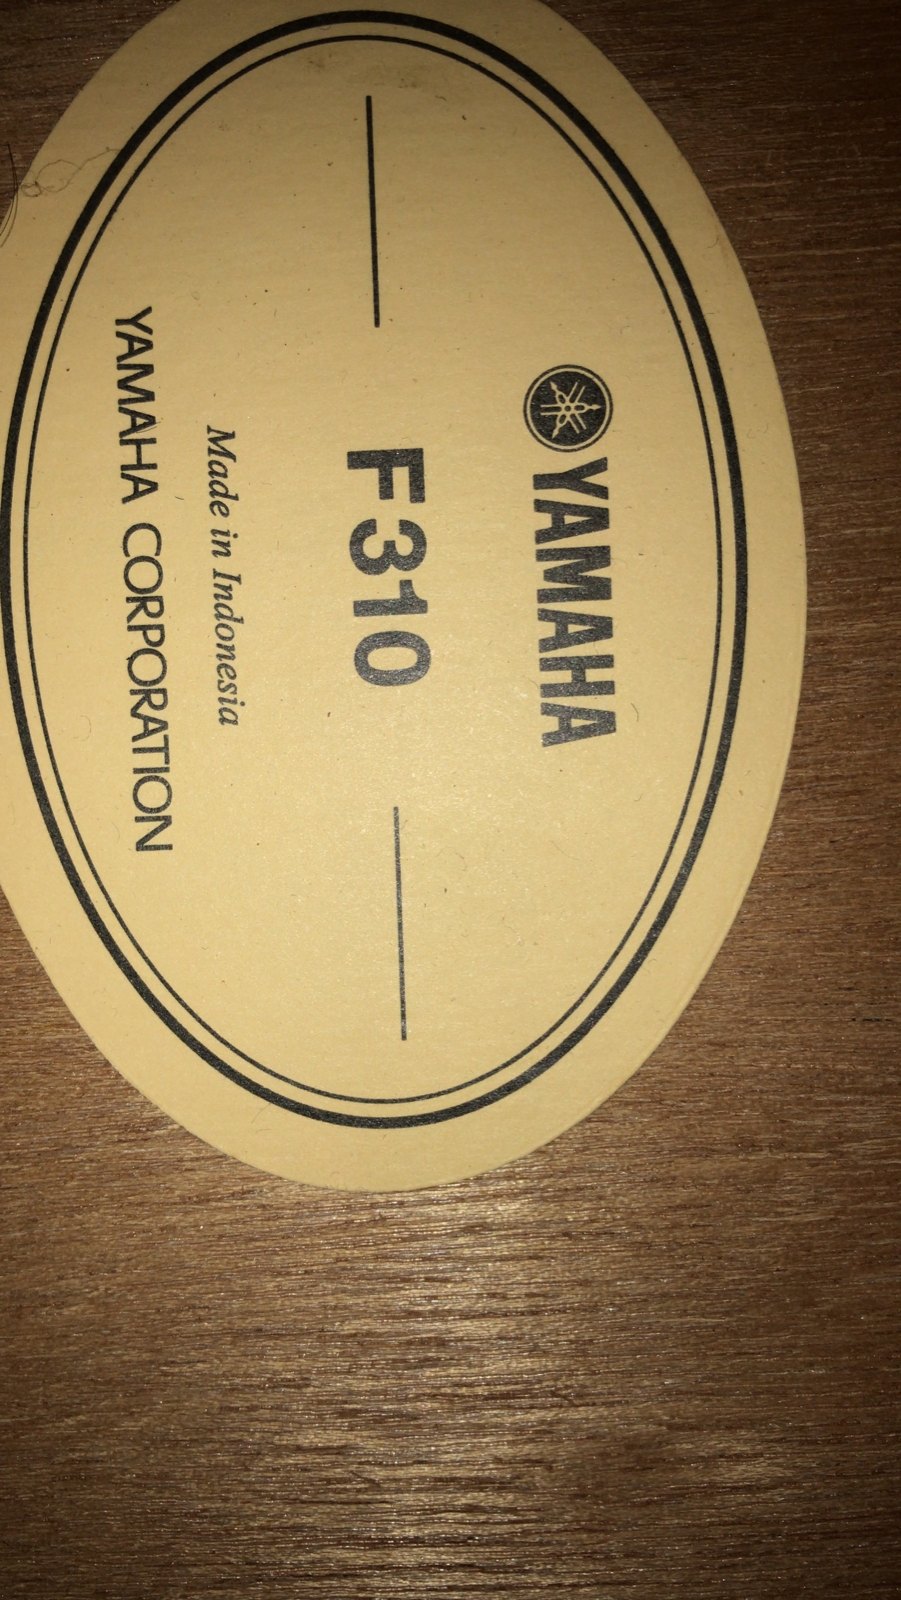 YAMAHA
F310
Made in Indonesia
YAMAHA CORPORATION